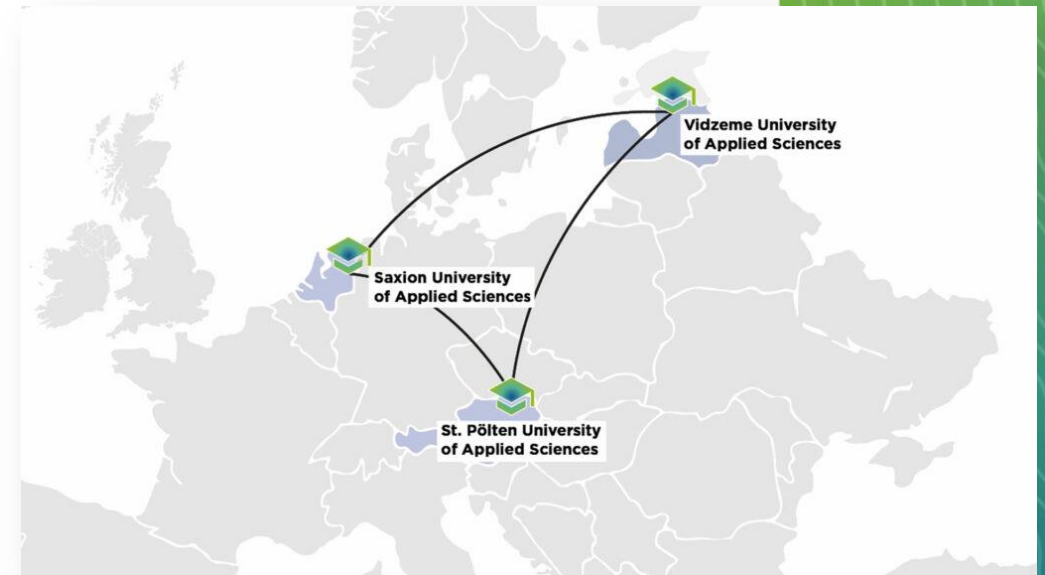 Vidzeme University
of Applied Sciences
Saxion University
of Applied Sciences
St. Pölten University
of Applied Sciences